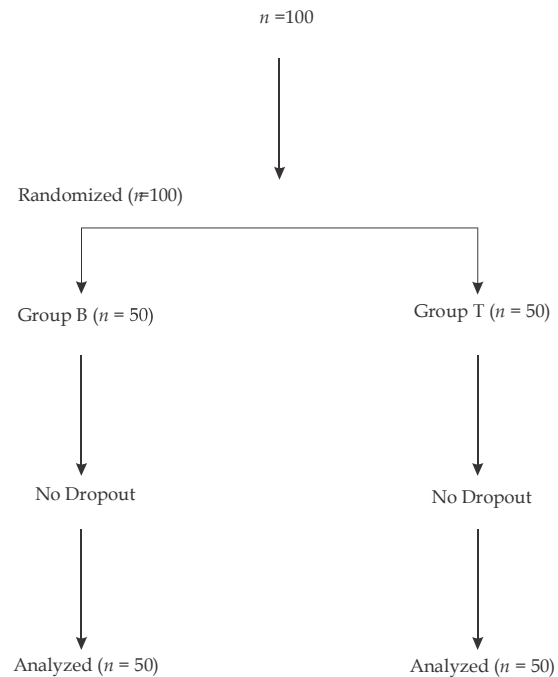 n =100
Randomized (n=100)
Group B (n = 50)
Group T (n = 50)
No Dropout
No Dropout
Analyzed (n = 50)
Analyzed (n = 50)